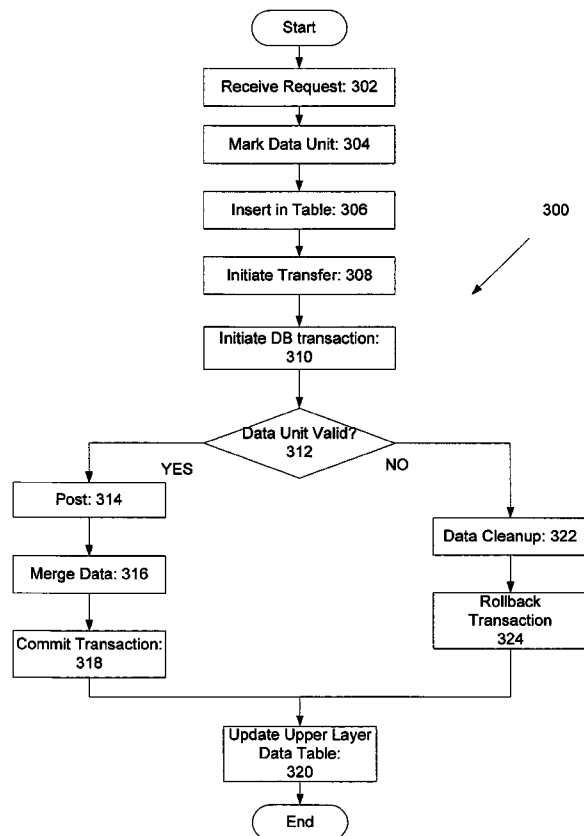 Start
Receive Request: 302
Mark Data Unit: 304
Insert in Table: 306
300
Initiate Transfer: 308
Initiate DB transaction:
310
Data Unit Valid?
312
YES
NO
Post: 314
Data Cleanup: 322
Merge Data: 316
Rollback
Transaction
324
Commit Transaction:
318
Update Upper Layer
Data Table:
320
End